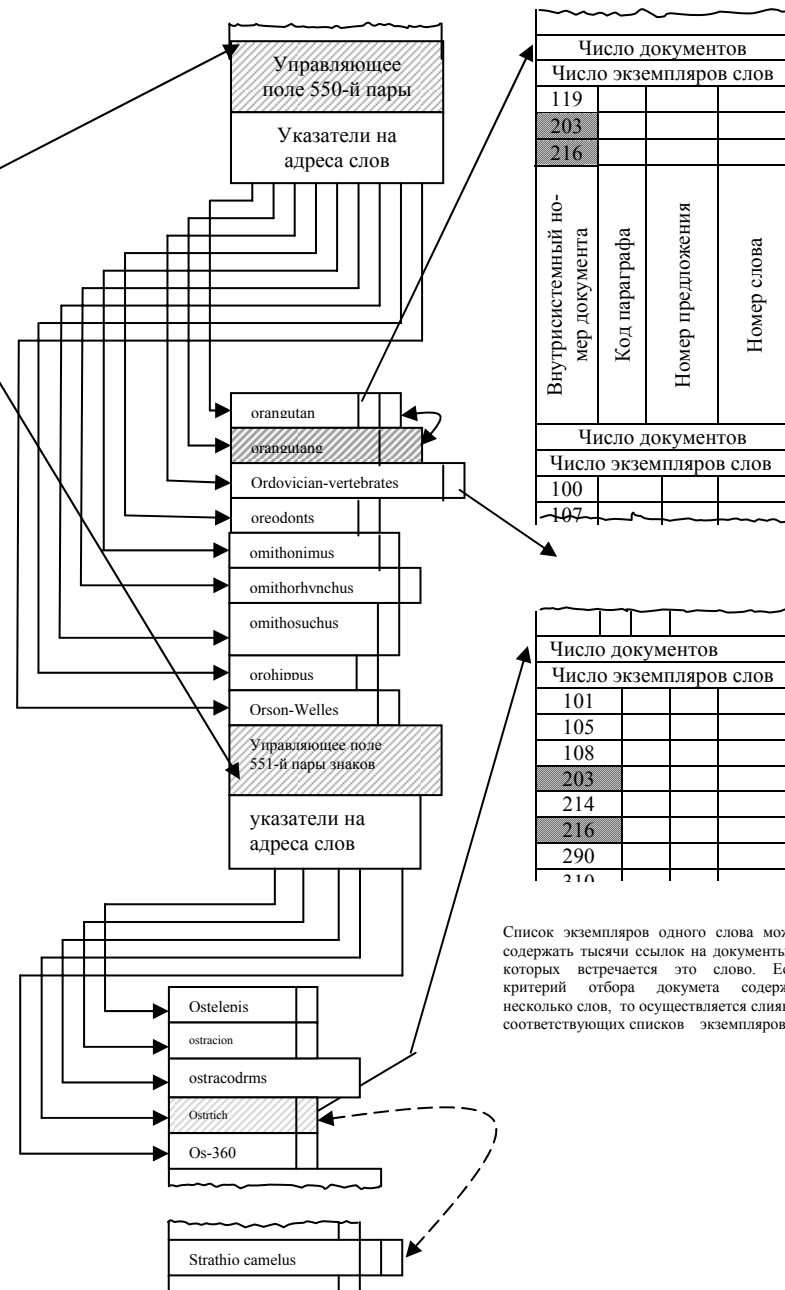 Управляющее
поле 550-й пары
Указатели на
адреса слов
orangutan
orangutang
Ordovician-vertebrates
oreodonts
omithonimus
omithorhvnchus
omithosuchus
orohippus
Orson-Welles
Управляющее поле
551-й пары знаков
указатели на
адреса слов
Ostelepis
ostracion
ostracodrms
Ostrtich
Os-360
Strathio camelus
Число документов
Число экземпляров слов
119
203
216
Внутрисистемный но-
мер документа
Код параграфа
Номер предложения
Номер слова
Число документов
Число экземпляров слов
100
107
Число документов
Число экземпляров слов
101
105
108
203
214
216
290
310
Список экземпляров одного слова мож
содержать тысячи ссылок на документы
которых встречается это слово. Ес
критерий отбора докумета содерж
несколько слов, то осуществляется слиян
соответствующих списков экземпляров